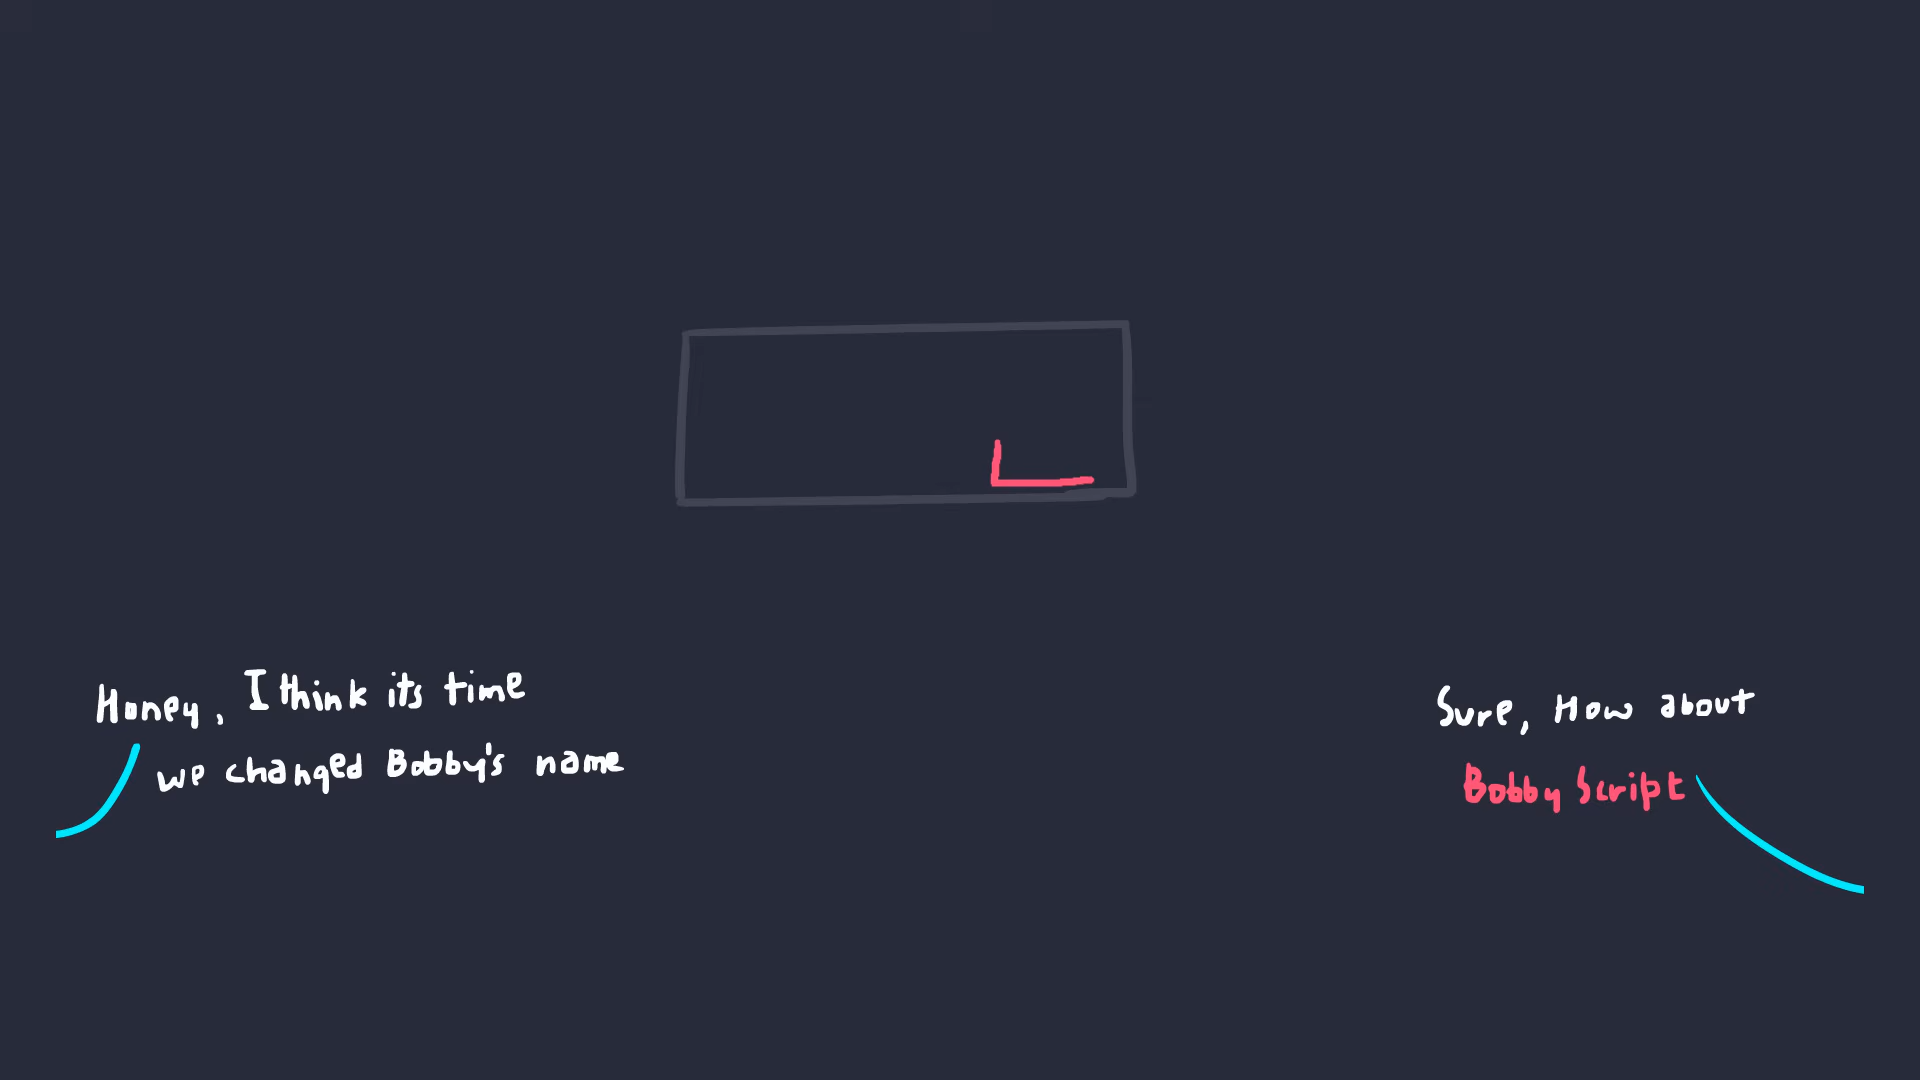 Honey, I think its time
we changed Bobby's name
Sure, How about
Bobby Script